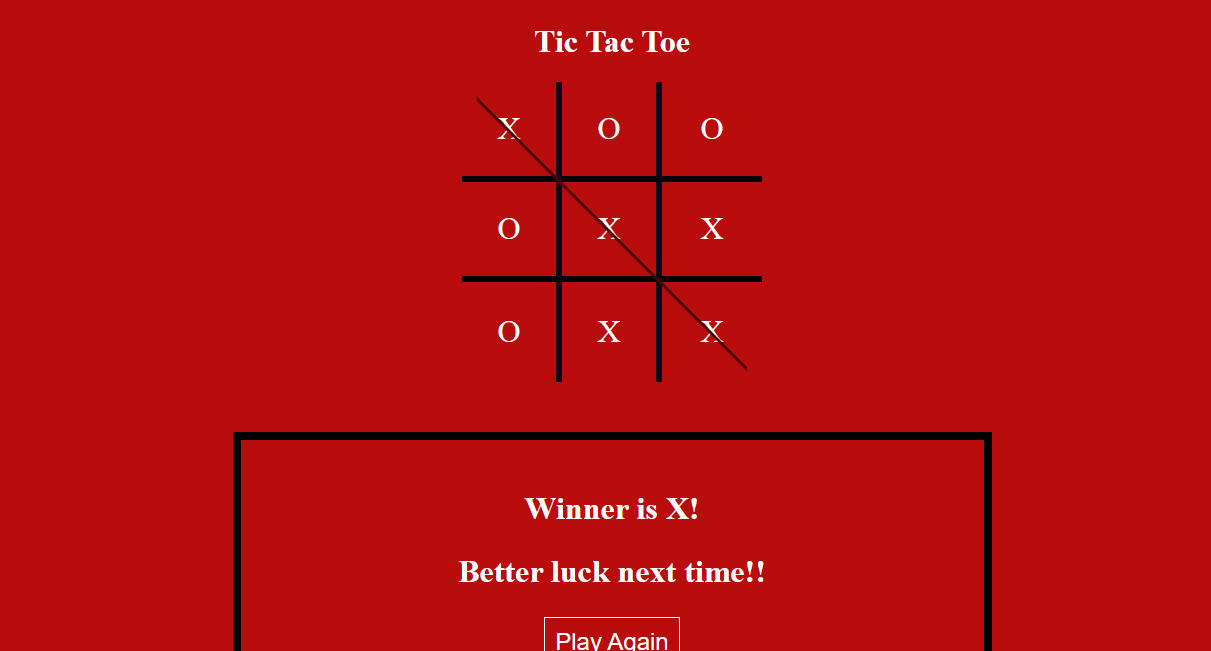 Tic Tac Toe
X O O
O X X
O X X
Winner is X!
Better luck next time!!
Play Again